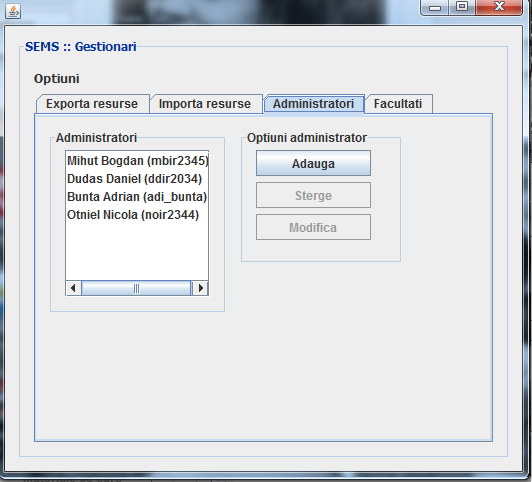 SEMS :: Gestionari
Optiuni
Exporta resurse
Importa resurse
Administratori
Facultati
Administratori
Mihut Bogdan (mbir2345)
Dudas Daniel (ddir2034)
Bunta Adrian (adi_bunta)
Otniel Nicola (noir2344)
Optiuni administrator
Adauga
Sterge
Modifica